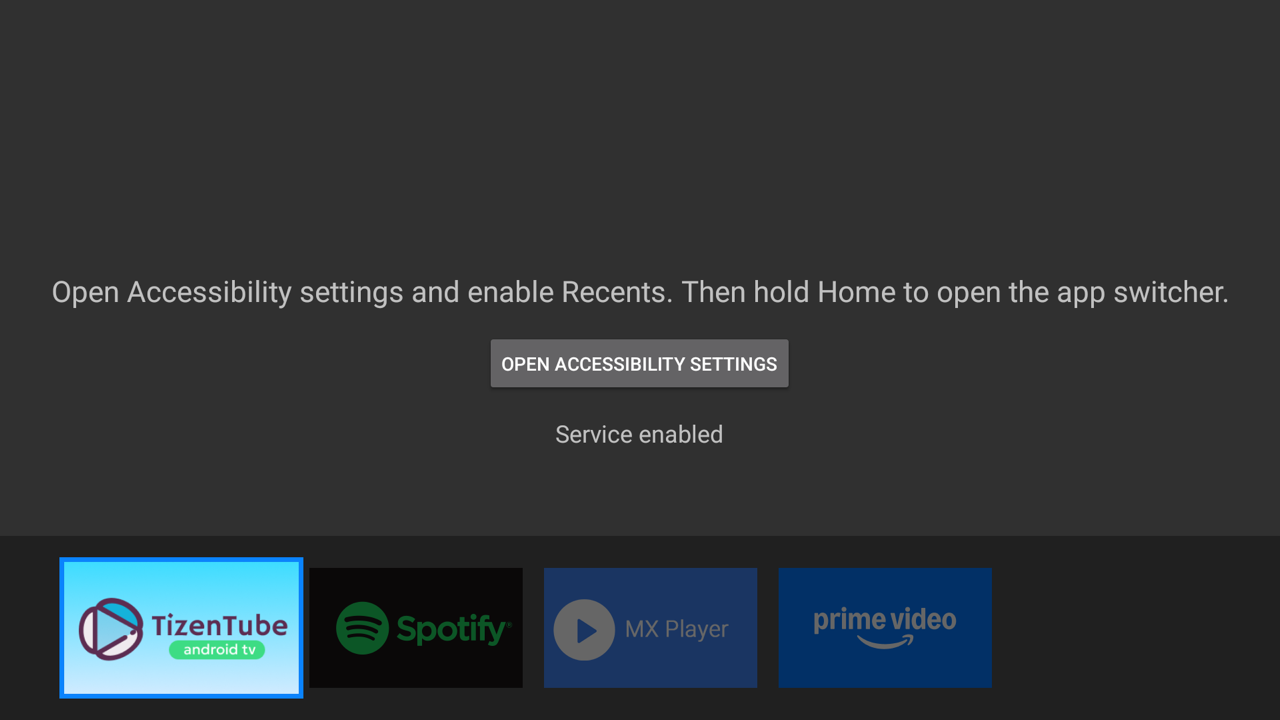 Open Accessibility settings and enable Recents. Then hold Home to open the app switcher.
OPEN ACCESSIBILITY SETTINGS
Service enabled
TizenTube
android tv
Spotify®
MX Player
prime video